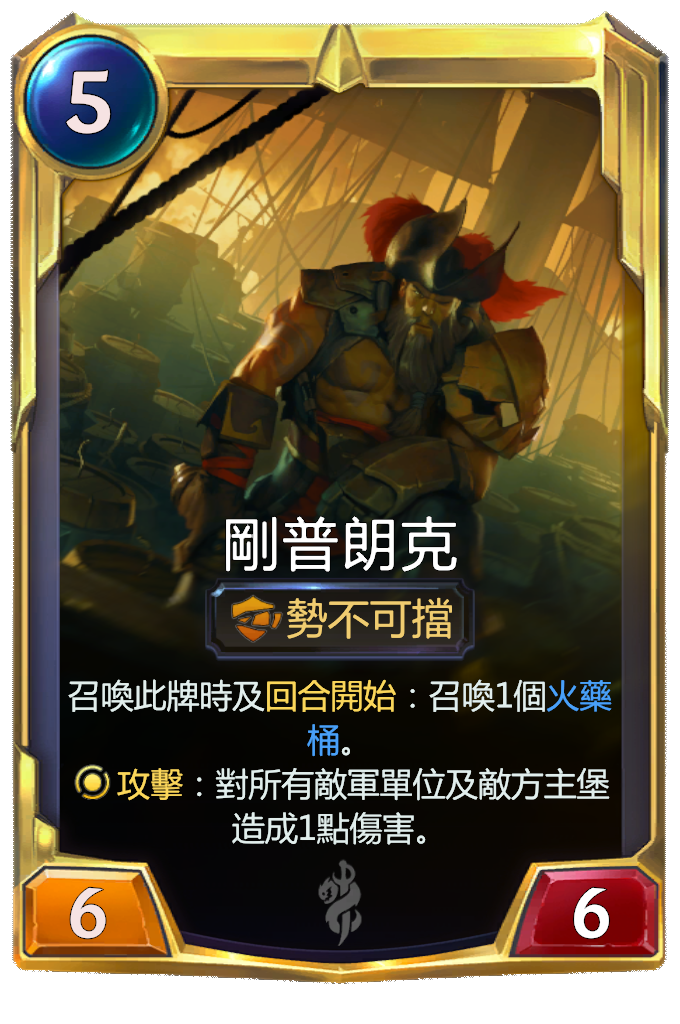 5
剛普朗克
勢不可擋
召喚此牌時及回合開始：召喚1個火藥
桶。
攻擊：對所有敵軍單位及敵方主堡
造成1點傷害。
6
6